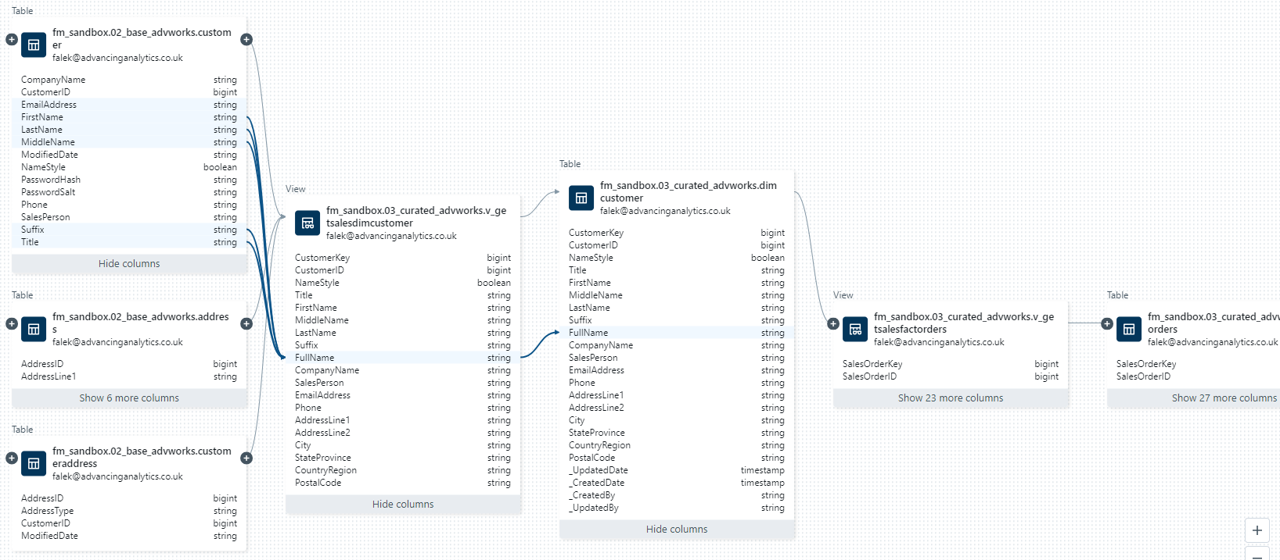 Table
fm_sandbox.02_base_advworks.custom
er
falek@advancinganalytics.co.uk
CompanyName string
CustomerID bigint
EmailAddress string
FirstName string
LastName string
MiddleName string
ModifiedDate string
NameStyle boolean
PasswordHash string
PasswordSalt string
Phone string
SalesPerson string
Suffix string
Title string
Hide columns
Table
fm_sandbox.02_base_advworks.addres
s
falek@advancinganalytics.co.uk
AddressID bigint
AddressLine1 string
Show 6 more columns
Table
fm_sandbox.02_base_advworks.custom
eraddress
falek@advancinganalytics.co.uk
AddressID bigint
AddressType string
CustomerID bigint
ModifiedDate string
View
fm_sandbox.03_curated_advworks.v_ge
tsalesdimcustomer
falek@advancinganalytics.co.uk
CustomerKey bigint
CustomerID bigint
NameStyle boolean
Title string
FirstName string
MiddleName string
LastName string
Suffix string
FullName string
CompanyName string
SalesPerson string
EmailAddress string
Phone string
AddressLine1 string
AddressLine2 string
City string
StateProvince string
CountryRegion string
PostalCode string
Hide columns
Table
fm_sandbox.03_curated_advworks.dim
customer
falek@advancinganalytics.co.uk
CustomerKey bigint
CustomerID bigint
NameStyle boolean
Title string
FirstName string
MiddleName string
LastName string
Suffix string
FullName string
CompanyName string
SalesPerson string
EmailAddress string
Phone string
AddressLine1 string
AddressLine2 string
City string
StateProvince string
CountryRegion string
PostalCode string
_UpdatedDate timestamp
_CreatedDate timestamp
_CreatedBy string
_UpdatedBy string
Hide columns
View
fm_sandbox.03_curated_advworks.v_ge
tsalesfactorders
falek@advancinganalytics.co.uk
SalesOrderKey bigint
SalesOrderID bigint
Show 23 more columns
Table
fm_sandbox.03_curated_adv
orders
falek@advancinganalytics.co.uk
SalesOrderKey
SalesOrderID
Show 27 more columns